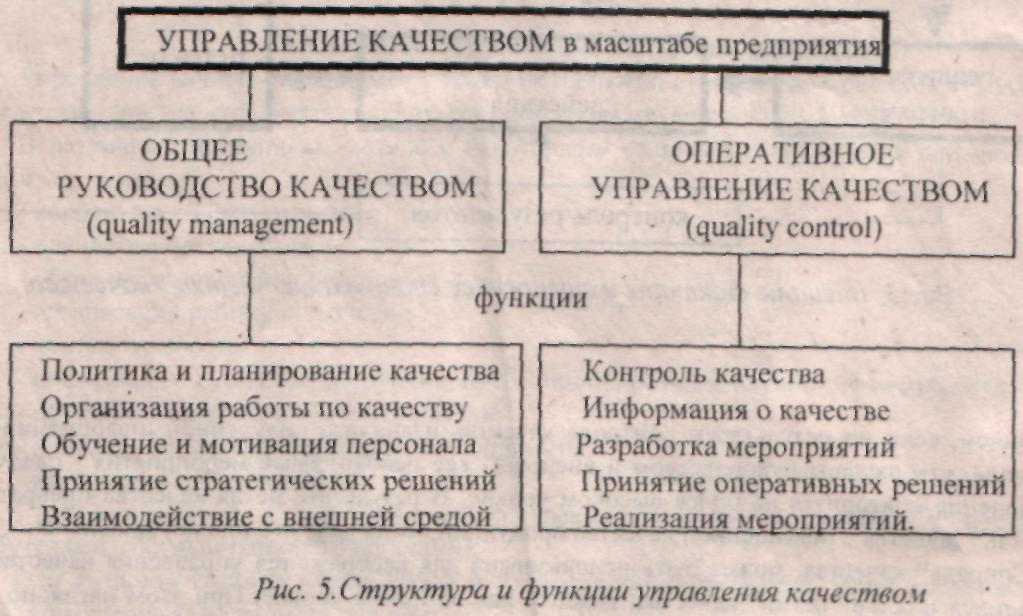 УПРАВЛЕНИЕ КАЧЕСТВОМ в масштабе предприятия
ОБЩЕЕ
РУКОВОДСТВО КАЧЕСТВОМ
(quality management)
ОПЕРАТИВНОЕ
УПРАВЛЕНИЕ КАЧЕСТВОМ
(quality control)
функции
Политика и планирование качества
Организация работы по качеству
Обучение и мотивация персонала
Принятие стратегических решений
Взаимодействие с внешней средой
Контроль качества
Информация о качестве
Разработка мероприятий
Принятие оперативных решений
Реализация мероприятий.
Рис. 5.Структура и функции управления качеством